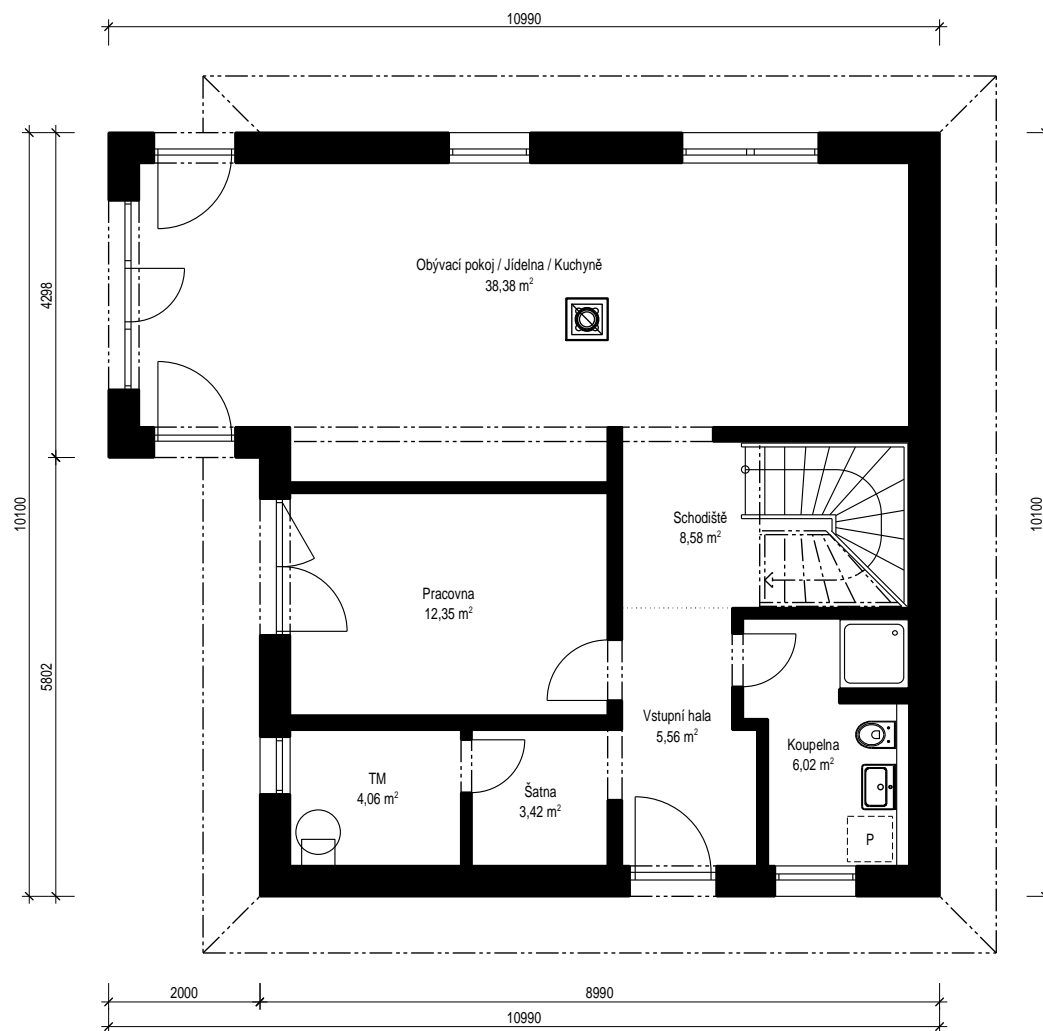 10990
4298
10100
5802
10100
Obývací pokoj / Jídelna / Kuchyně
38,38 m²
Schodiště
8,58 m²
Pracovna
12,35 m²
Vstupní hala
5,56 m²
Koupelna
6,02 m²
TM
4,06 m²
Šatna
3,42 m²
P
2000
8990
10990